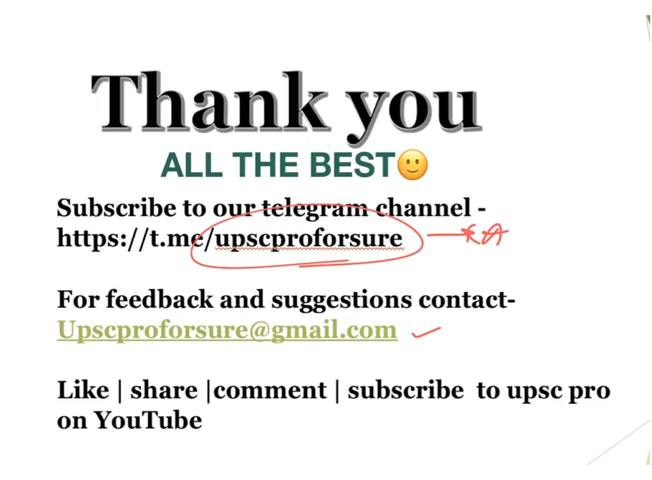 Thank you
ALL THE BEST🙂
Subscribe to our telegram channel -
https://t.me/upscproforsure
For feedback and suggestions contact-
Upscproforsure@gmail.com
Like | share |comment | subscribe  to upsc pro
on YouTube